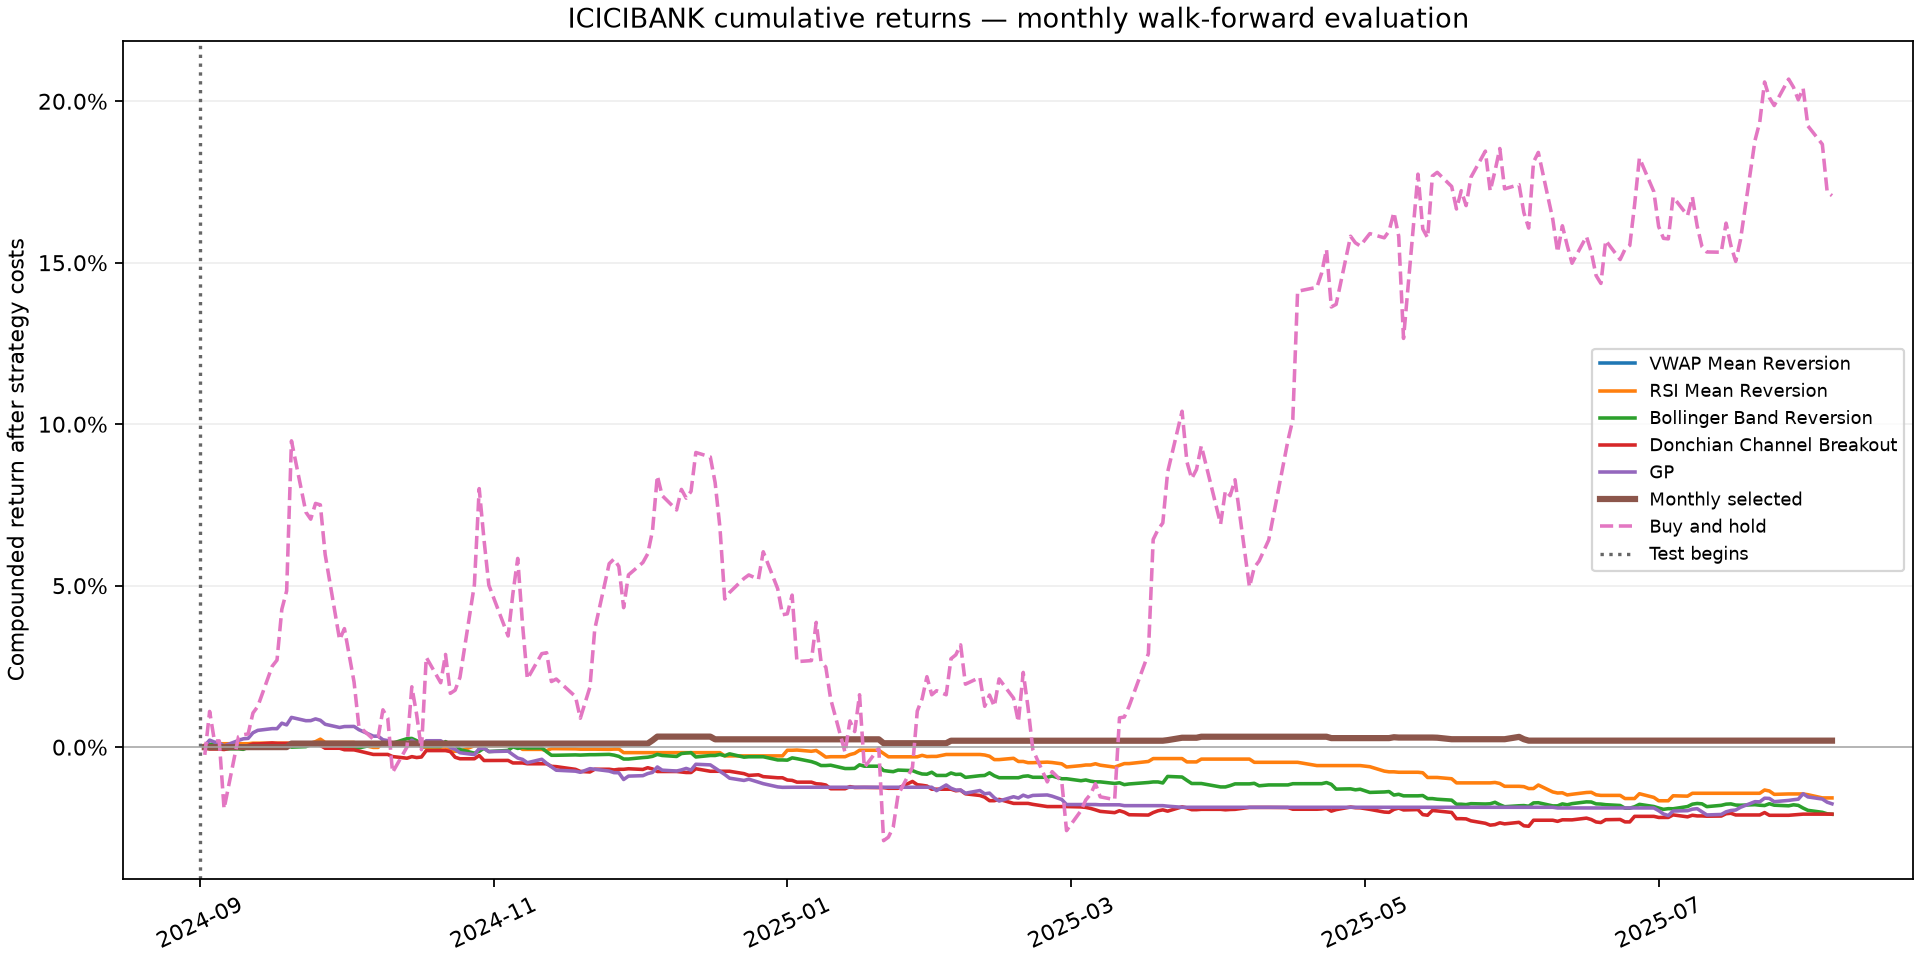 ICICIBANK cumulative returns — monthly walk-forward evaluation
Compounded return after strategy costs
20.0%
15.0%
10.0%
5.0%
0.0%
VWAP Mean Reversion
RSI Mean Reversion
Bollinger Band Reversion
Donchian Channel Breakout
GP
Monthly selected
Buy and hold
Test begins
2024-09
2024-11
2025-01
2025-03
2025-05
2025-07